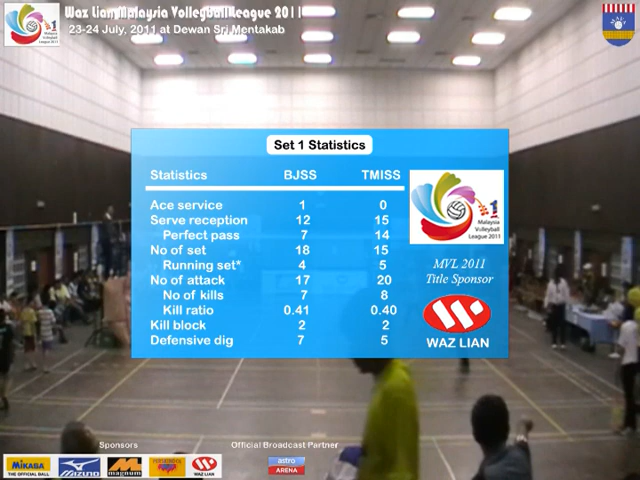 Waz Lian Malaysia Volleyball League 2011
23-24 July, 2011 at Dewan Sri Mentakab
Set 1 Statistics
Statistics BJSS TMISS
Ace service 1 0
Serve reception 12 15
Perfect pass 7 14
No of set 18 15
Running set* 4 5
No of attack 17 20
No of kills 7 8
Kill ratio 0.41 0.40
Kill block 2 2
Defensive dig 7 5
#1
Malaysia
Volleyball
League 2011
MVL 2011
Title Sponsor
WAZ LIAN
Sponsors
Official Broadcast Partner
MIKASA
THE OFFICIAL BALL
MIZUNO
magnum
WAZ LIAN
astro
ARENA